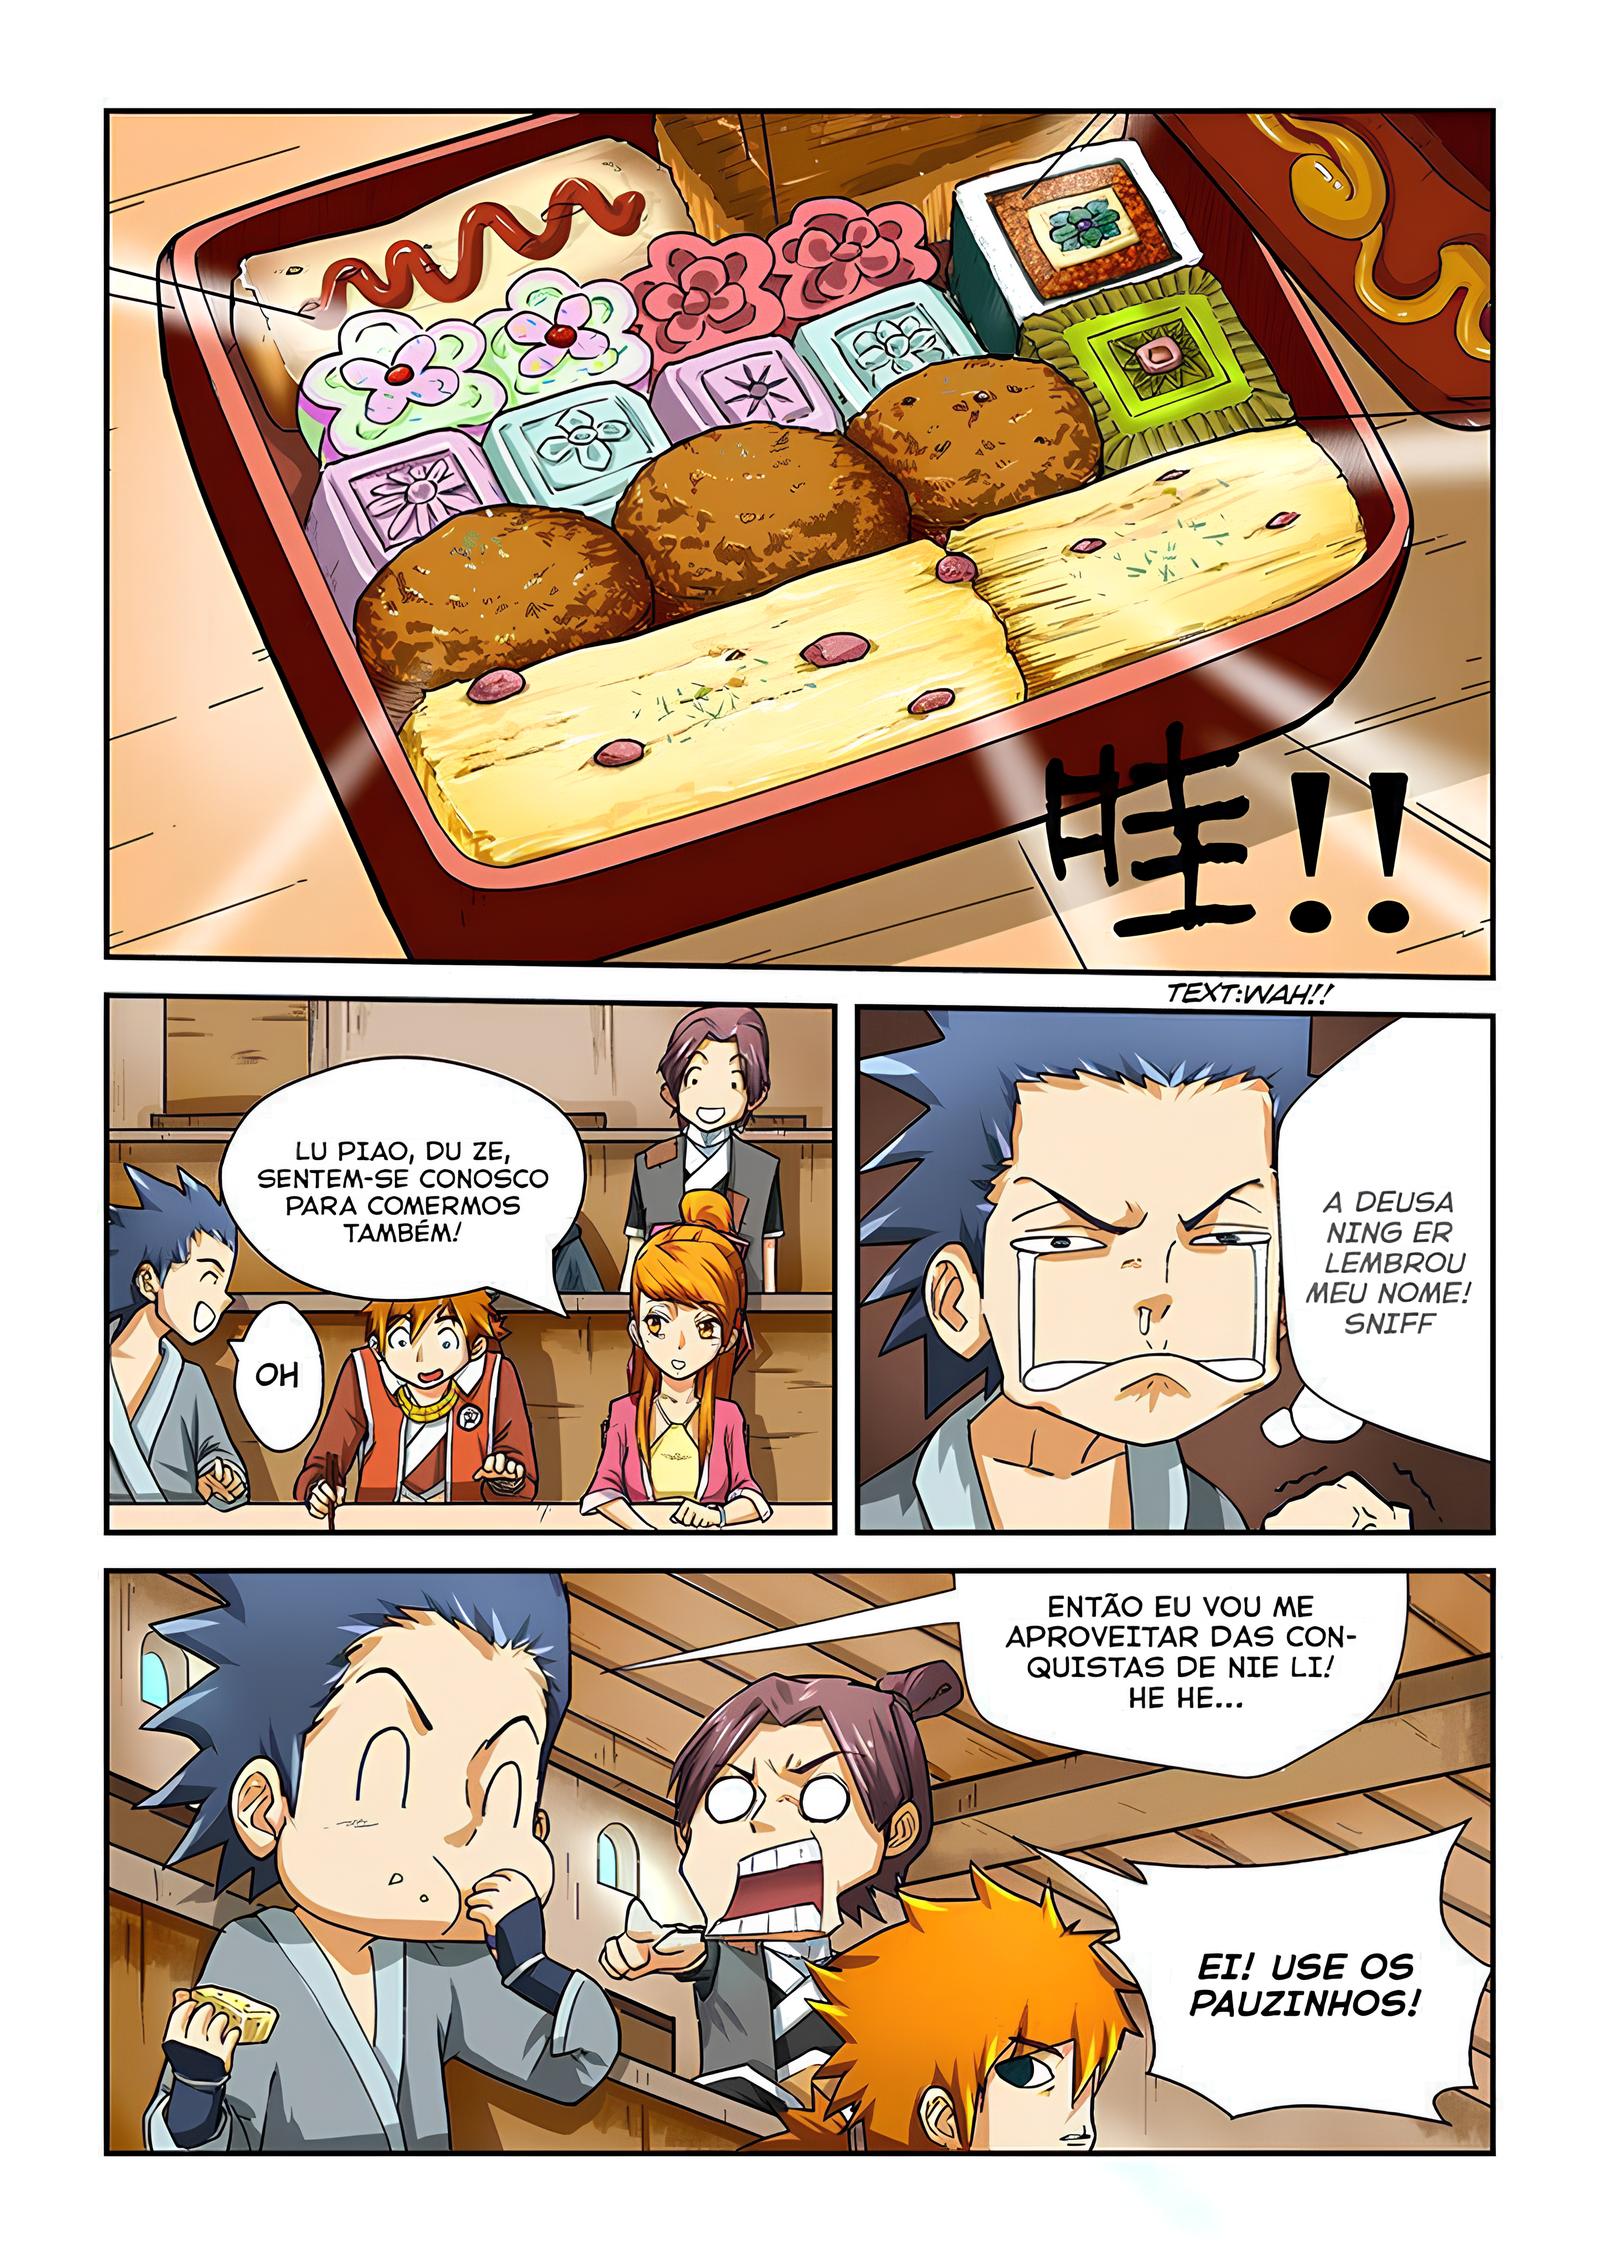 哇!!
TEXT:WAH!!
LU PIAO, DU ZE,
SENTEM-SE CONOSCO
PARA COMERMOS
TAMBÉM!
OH
A DEUSA
NING ER
LEMBROU
MEU NOME!
SNIFF
ENTÃO EU VOU ME
APROVEITAR DAS CON-
QUISTAS DE NIE LI!
HE HE...
EI! USE OS
PAUZINHOS!